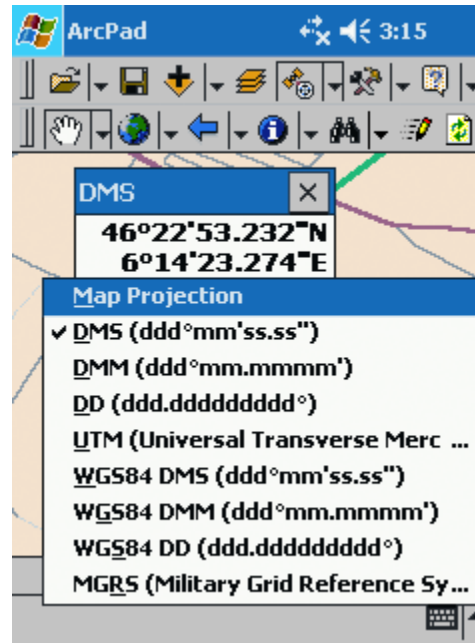 ArcPad 3:15
DMS
46°22'53.232"N
6°14'23.274"E
Map Projection
DMS (ddd°mm'ss.ss")
DMM (ddd°mm.mmmm')
DD (ddd.ddddddddd°)
UTM (Universal Transverse Merc ...
WGS84 DMS (ddd°mm'ss.ss")
WGS84 DMM (ddd°mm.mmmm')
WGS84 DD (ddd.ddddddddd°)
MGRS (Military Grid Reference Sy...